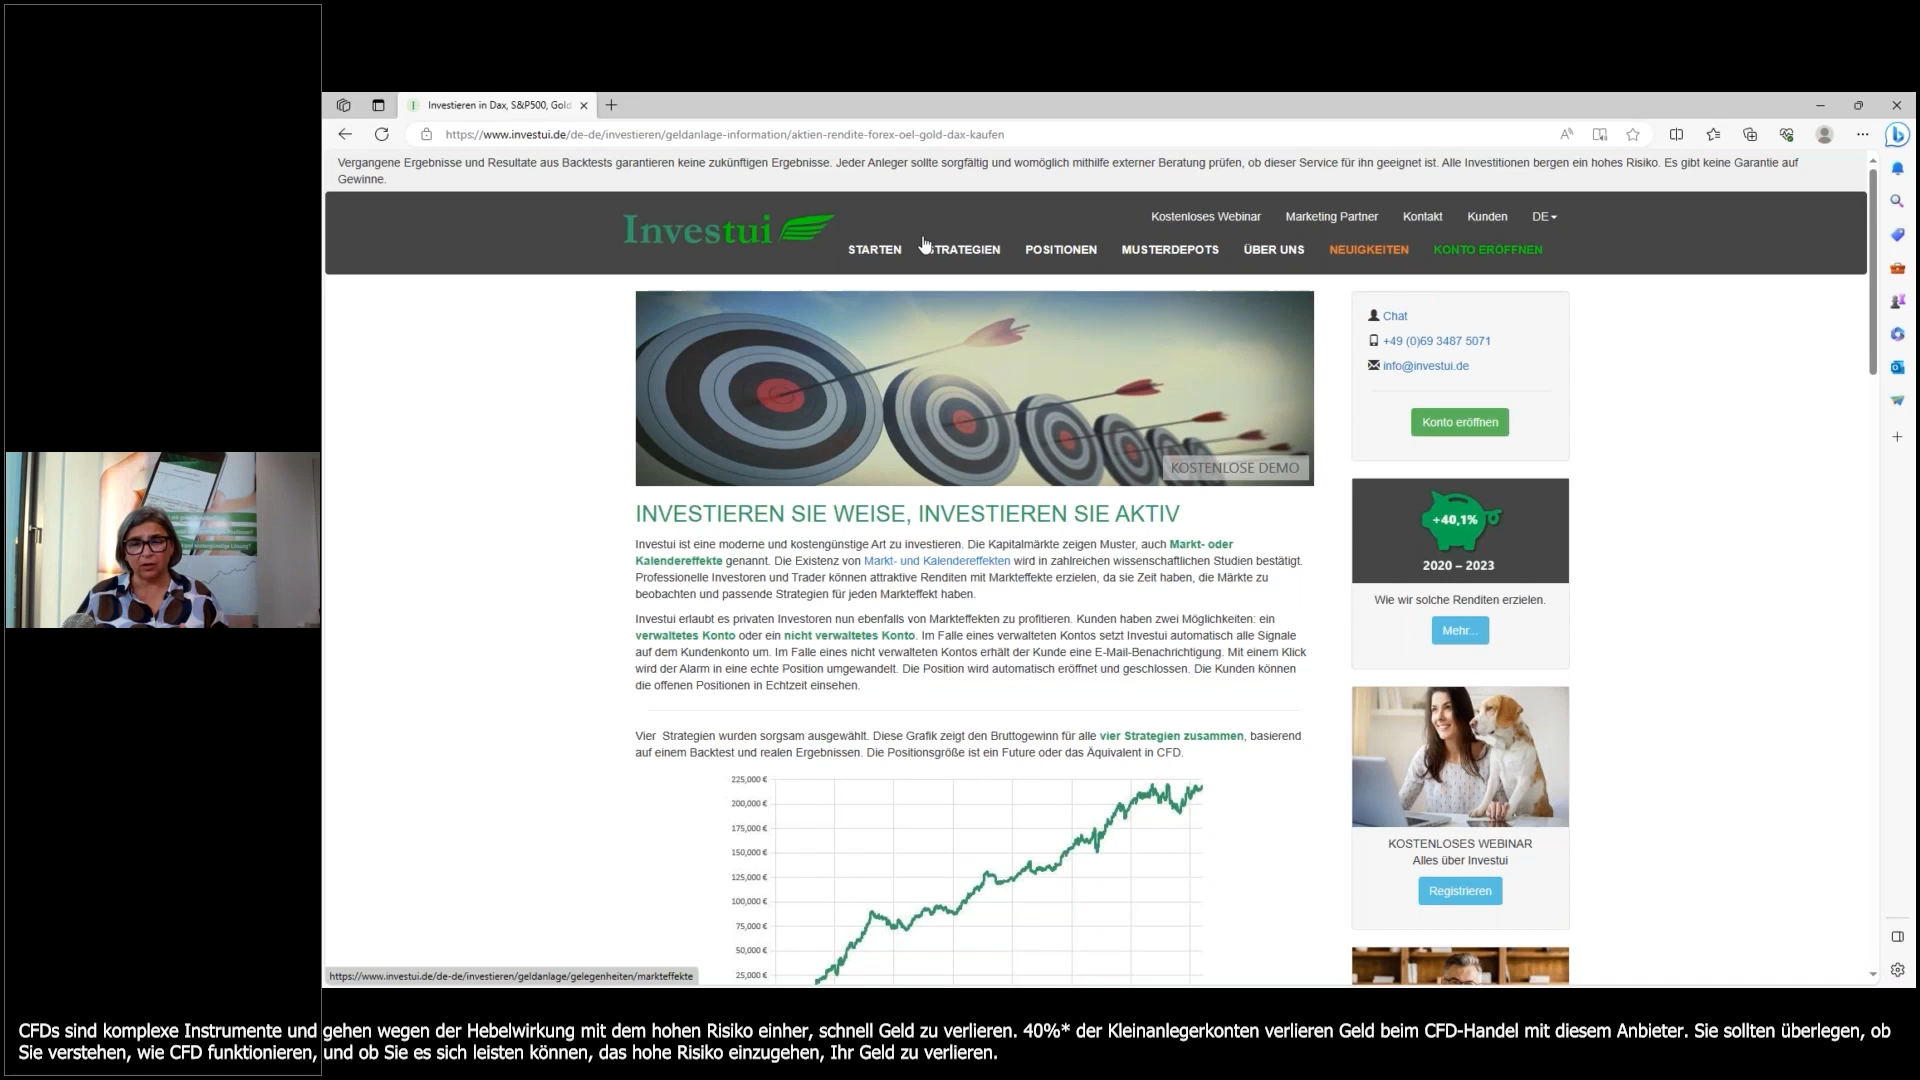 Investieren in Dax, S&P500, Gold
https://www.investui.de/de-de/investieren/geldanlage-information/aktien-rendite-forex-oel-gold-dax-kaufen
Vergangene Ergebnisse und Resultate aus Backtests garantieren keine zukünftigen Ergebnisse. Jeder Anleger sollte sorgfältig und womöglich mithilfe externer Beratung prüfen, ob dieser Service für ihn geeignet ist. Alle Investitionen bergen ein hohes Risiko. Es gibt keine Garantie auf
Gewinne.
Investui
Kostenloses Webinar Marketing Partner Kontakt Kunden DE
STARTEN STRATEGIEN POSITIONEN MUSTERDEPOTS ÜBER UNS NEUIGKEITEN KONTO ERÖFFNEN
KOSTENLOSE DEMO
INVESTIEREN SIE WEISE, INVESTIEREN SIE AKTIV
Investui ist eine moderne und kostengünstige Art zu investieren. Die Kapitalmärkte zeigen Muster, auch Markt- oder
Kalendereffekte genannt. Die Existenz von Markt- und Kalendereffekten wird in zahlreichen wissenschaftlichen Studien bestätigt.
Professionelle Investoren und Trader können attraktive Renditen mit Markteffekte erzielen, da sie Zeit haben, die Märkte zu
beobachten und passende Strategien für jeden Markteffekt haben.
Investui erlaubt es privaten Investoren nun ebenfalls von Markteffekten zu profitieren. Kunden haben zwei Möglichkeiten: ein
verwaltetes Konto oder ein nicht verwaltetes Konto. Im Falle eines verwalteten Kontos setzt Investui automatisch alle Signale
auf dem Kundenkonto um. Im Falle eines nicht verwalteten Kontos erhält der Kunde eine E-Mail-Benachrichtigung. Mit einem Klick
wird der Alarm in eine echte Position umgewandelt. Die Position wird automatisch eröffnet und geschlossen. Die Kunden können
die offenen Positionen in Echtzeit einsehen.
Vier Strategien wurden sorgsam ausgewählt. Diese Grafik zeigt den Bruttogewinn für alle vier Strategien zusammen, basierend
auf einem Backtest und realen Ergebnissen. Die Positionsgröße ist ein Future oder das Äquivalent in CFD.
225,000 €
200,000 €
175,000 €
150,000 €
125,000 €
100,000 €
75,000 €
50,000 €
25,000 €
Chat
+49 (0)69 3487 5071
info@investui.de
Konto eröffnen
+40,1%
2020 – 2023
Wie wir solche Renditen erzielen.
Mehr...
KOSTENLOSES WEBINAR
Alles über Investui
Registrieren
https://www.investui.de/de-de/investieren/geldanlage/gelegenheiten/markteffekte
CFDs sind komplexe Instrumente und gehen wegen der Hebelwirkung mit dem hohen Risiko einher, schnell Geld zu verlieren. 40%* der Kleinanlegerkonten verlieren Geld beim CFD-Handel mit diesem Anbieter. Sie sollten überlegen, ob
Sie verstehen, wie CFD funktionieren, und ob Sie es sich leisten können, das hohe Risiko einzugehen, Ihr Geld zu verlieren.